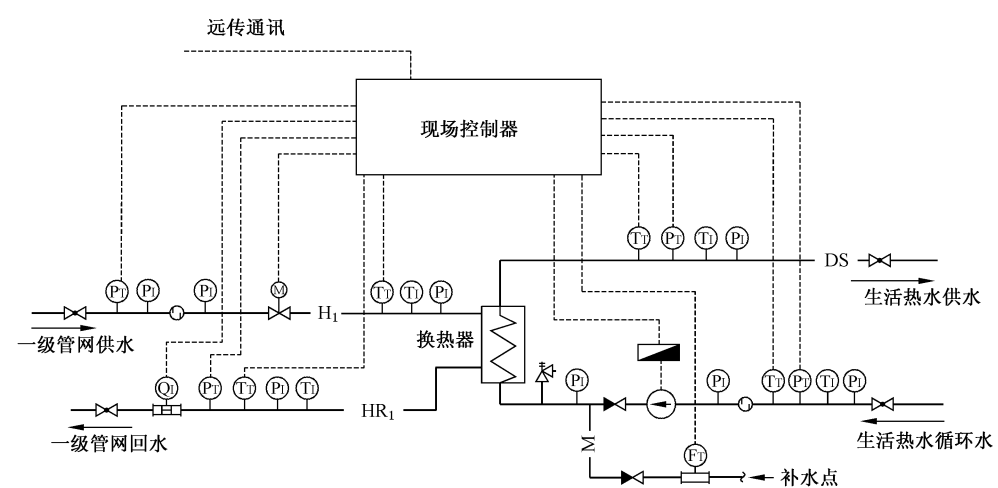 远传通讯
现场控制器
TT PT TI PI
DS
生活热水供水
PT PI PI M
H1
TT TI PI
一级管网供水
换热器
QI PT TT PI TI
HR1
一级管网回水
PI PI TT PT TI PI
生活热水循环水
M
FT
补水点